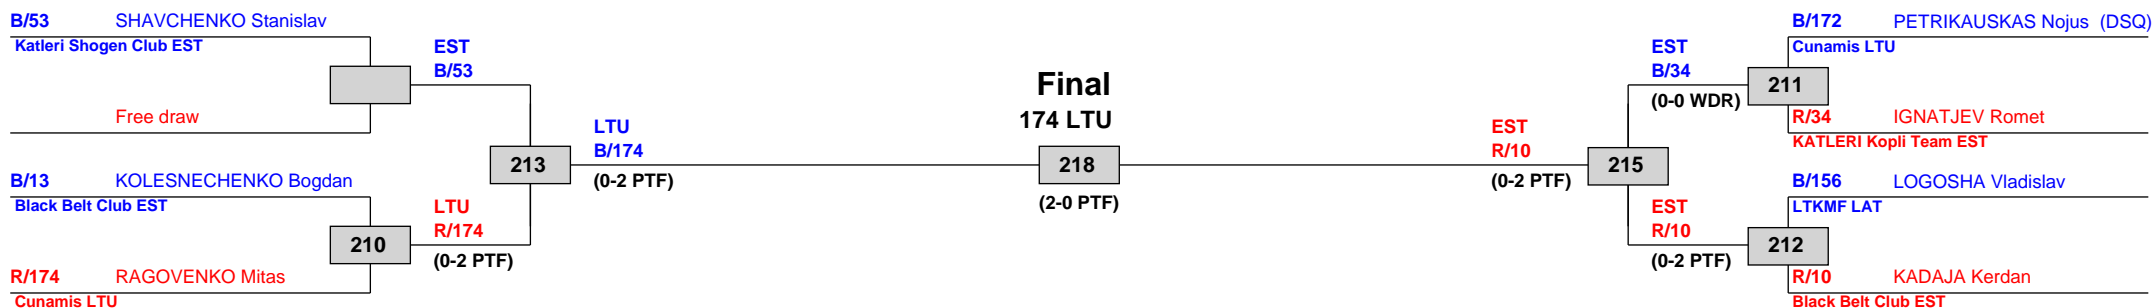 B/53 SHAVCHENKO Stanislav
Katleri Shogen Club EST
Free draw
EST
B/53
B/13 KOLESNECHENKO Bogdan
Black Belt Club EST
210
R/174 RAGOVENKO Mitas
Cunamis LTU
LTU
R/174
(0-2 PTF)
213
LTU
B/174
(0-2 PTF)
Final
174 LTU
218
(2-0 PTF)
EST
R/10
(0-2 PTF)
215
EST
B/34
(0-0 WDR)
EST
R/10
(0-2 PTF)
B/172 PETRIKAUSKAS Nojus (DSQ)
Cunamis LTU
211
R/34 IGNATJEV Romet
KATLERI Kopli Team EST
B/156 LOGOSHA Vladislav
LTKMF LAT
212
R/10 KADAJA Kerdan
Black Belt Club EST